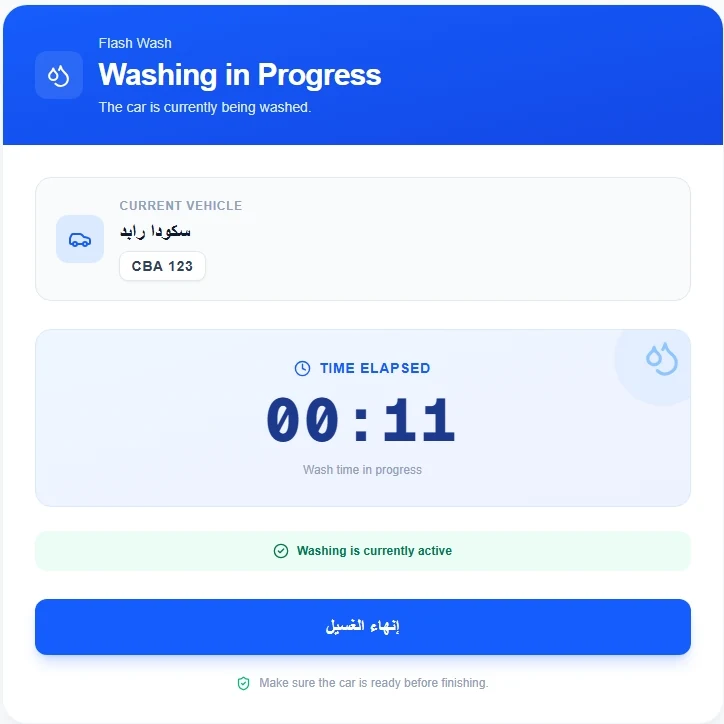 Flash Wash
Washing in Progress
The car is currently being washed.
CURRENT VEHICLE
سكودا رابد
CBA 123
TIME ELAPSED
00:11
Wash time in progress
Washing is currently active
إنهاء الغسيل
Make sure the car is ready before finishing.